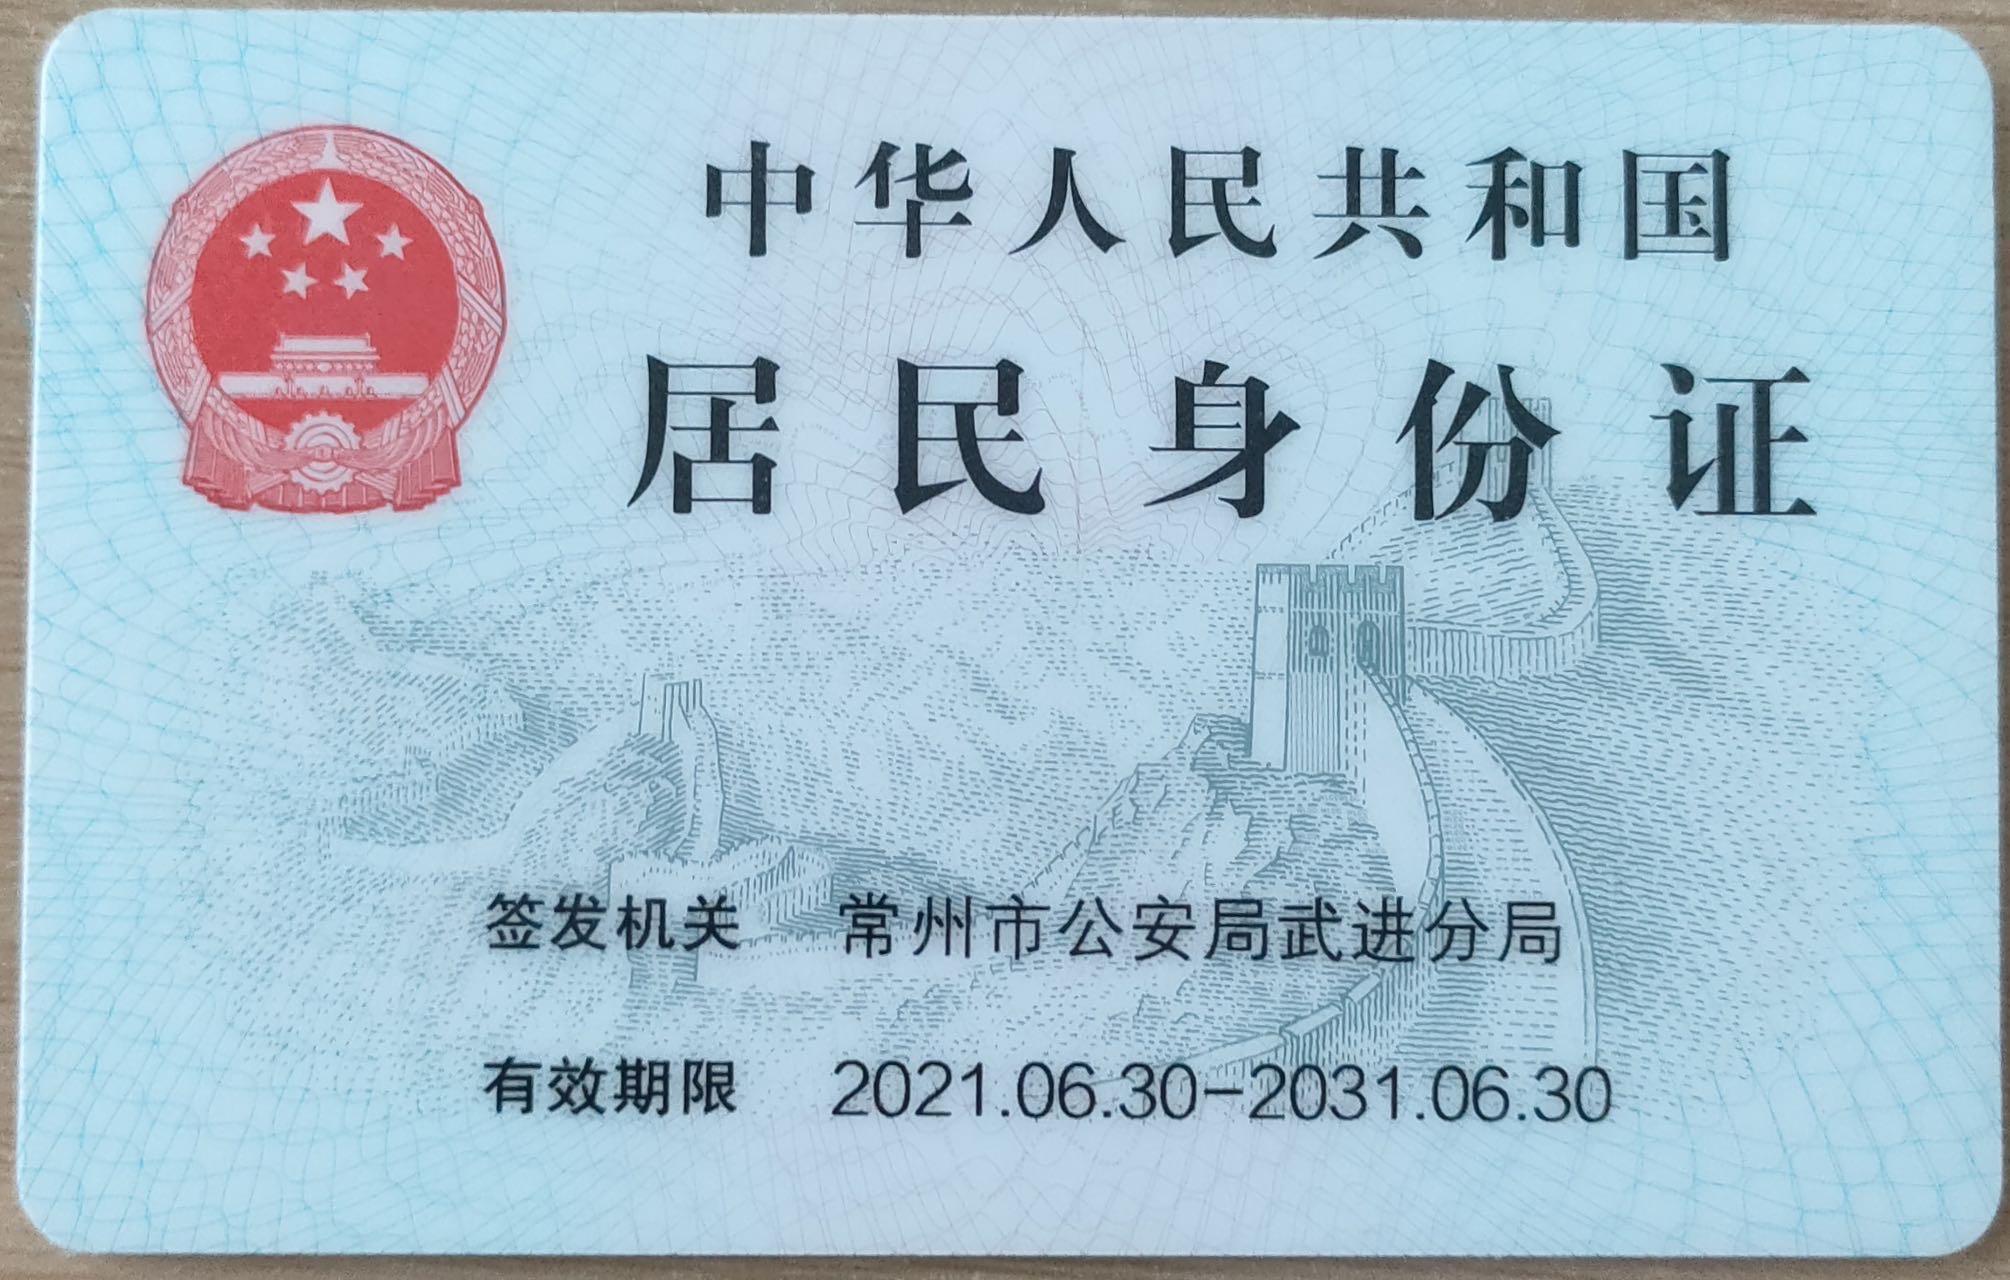 中华人民共和国
居民身份证
签发机关 常州市公安局武进分局
有效期限 2021.06.30-2031.06.30